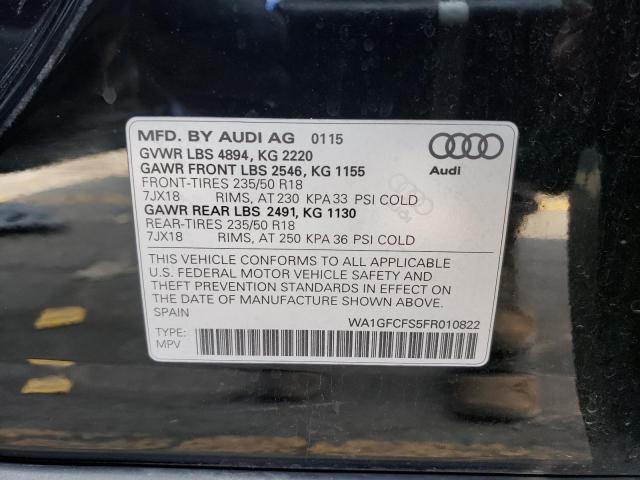 MFD. BY AUDI AG 0115
GVWR LBS 4894, KG 2220
GAWR FRONT LBS 2546, KG 1155
FRONT-TIRES 235/50 R18
7JX18 RIMS, AT 230 KPA 33 PSI COLD
GAWR REAR LBS 2491, KG 1130
REAR-TIRES 235/50 R18
7JX18 RIMS, AT 250 KPA 36 PSI COLD
Audi
THIS VEHICLE CONFORMS TO ALL APPLICABLE
U.S. FEDERAL MOTOR VEHICLE SAFETY AND
THEFT PREVENTION STANDARDS IN EFFECT ON
THE DATE OF MANUFACTURE SHOWN ABOVE.
SPAIN
WA1GFCFS5FR010822
TYPE:
MPV